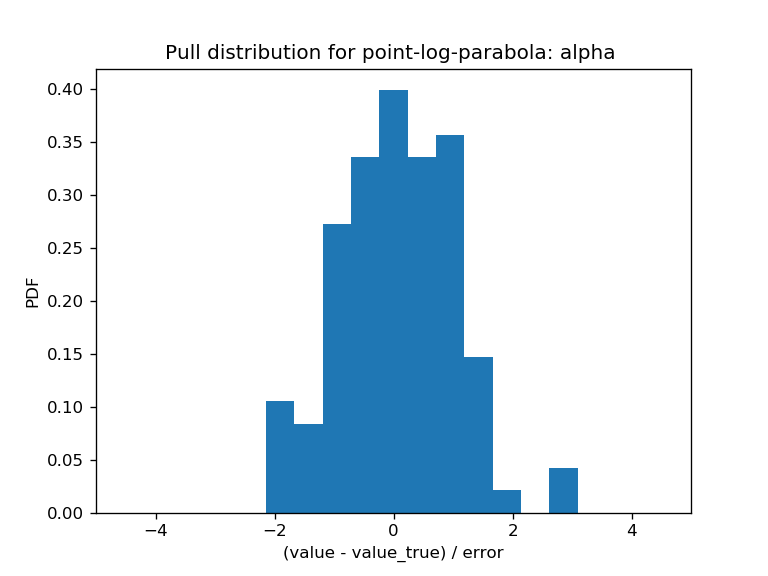 Pull distribution for point-log-parabola: alpha
0.40
0.35
0.30
0.25
0.20
0.15
0.10
0.05
0.00
PDF
−4 −2 0 2 4
(value - value_true) / error